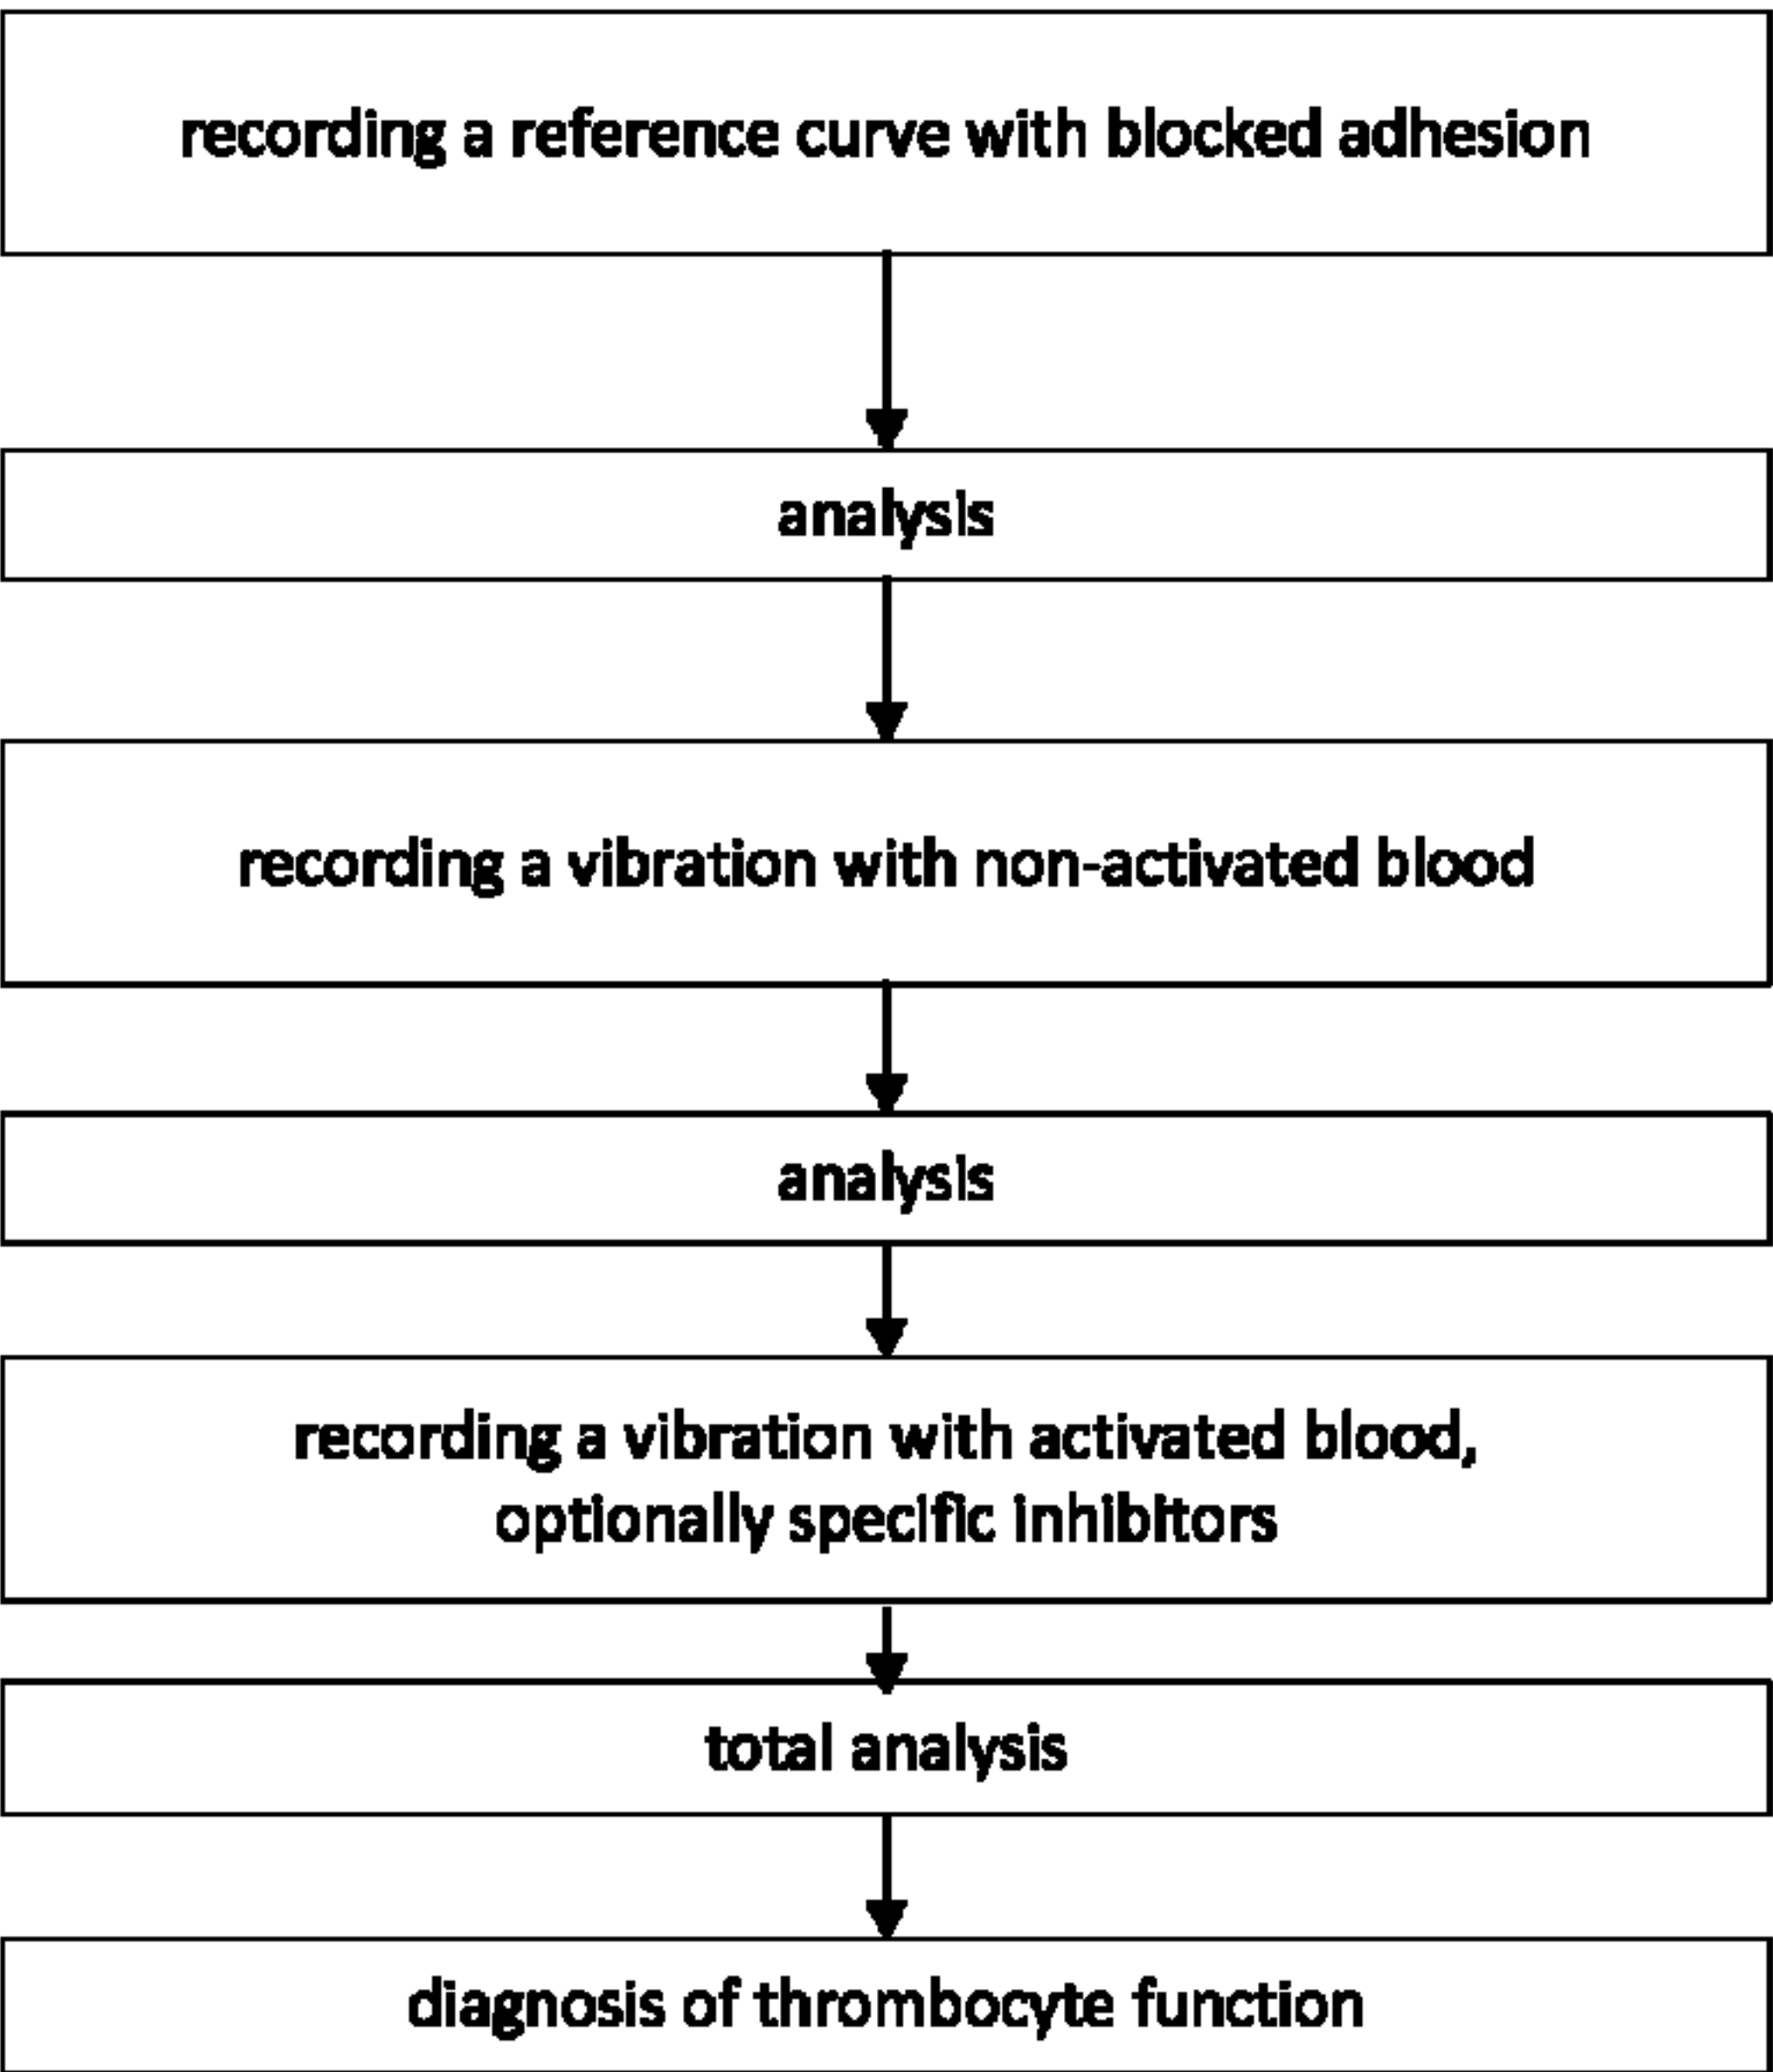 recording a reference curve with blocked adhesion
analysis
recording a vibration with non-activated blood
analysis
recording a vibration with activated blood,
optionally specific inhibitors
total analysis
diagnosis of thrombocyte function